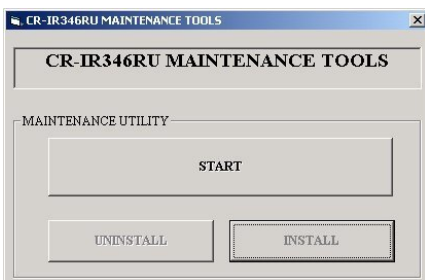 CR-IR346RU MAINTENANCE TOOLS
CR-IR346RU MAINTENANCE TOOLS
MAINTENANCE UTILITY
START
UNINSTALL
INSTALL